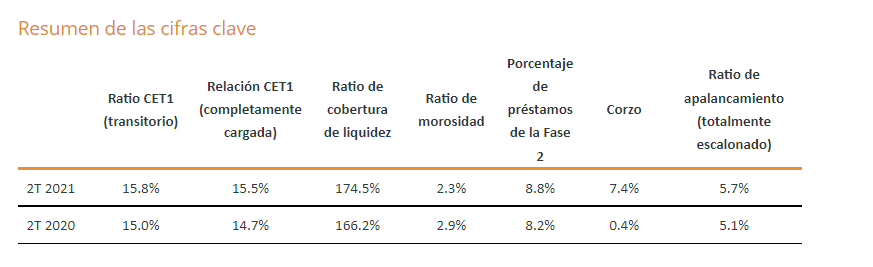 Resumen de las cifras clave
Ratio CET1
(transitorio)
Relación CET1
(completamente
cargada)
Ratio de
cobertura
de liquidez
Ratio de
morosidad
Porcentaje
de
préstamos
de la Fase
2
Corzo
Ratio de
apalancamiento
(totalmente
escalonado)
2T 2021 15.8% 15.5% 174.5% 2.3% 8.8% 7.4% 5.7%
2T 2020 15.0% 14.7% 166.2% 2.9% 8.2% 0.4% 5.1%